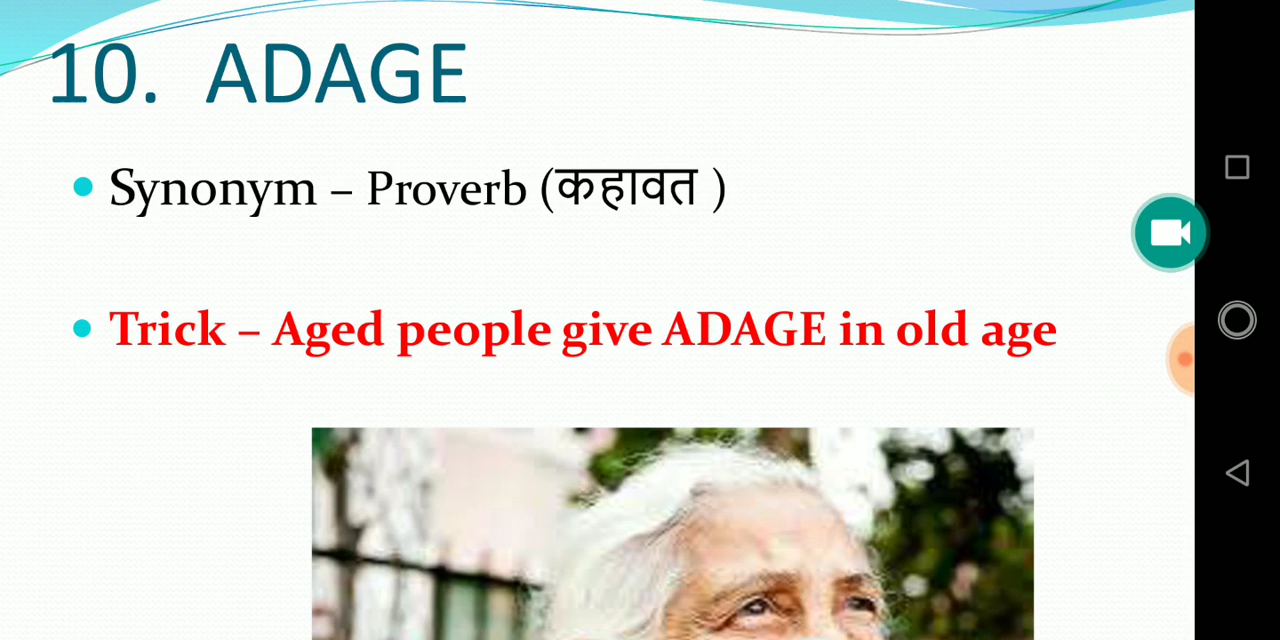 10. ADAGE
Synonym – Proverb (कहावत )
Trick – Aged people give ADAGE in old age